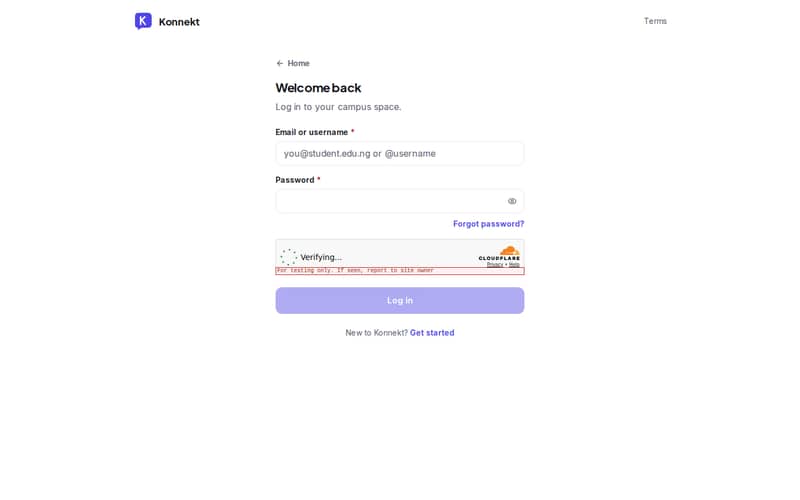 Konnekt
Terms
← Home
Welcome back
Log in to your campus space.
Email or username *
you@student.edu.ng or @username
Password *
Forgot password?
Verifying...
CLOUDFLARE
Privacy • Help
For testing only. If seen, report to site owner
Log in
New to Konnekt? Get started